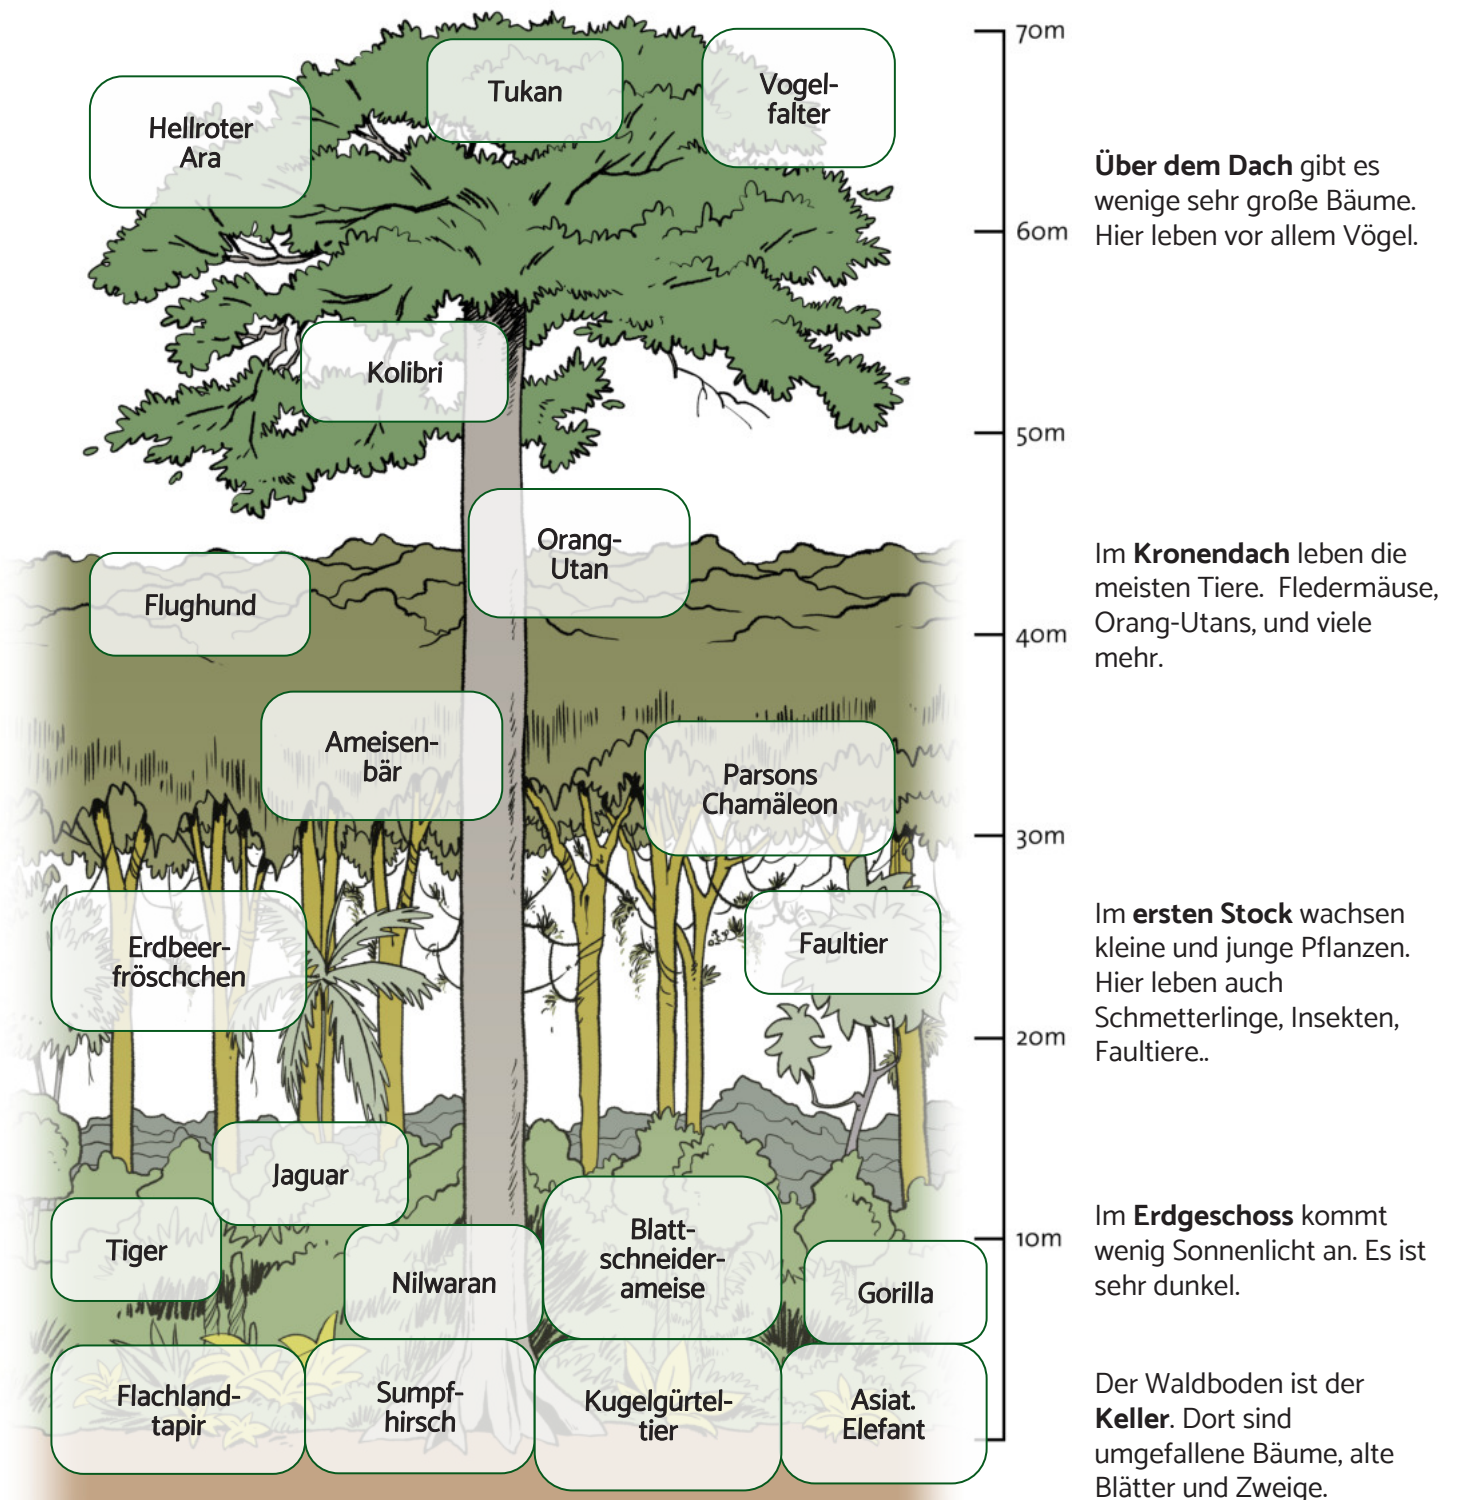 Hellroter
Ara
Tukan
Vogel-
falter
Kolibri
Orang-
Utan
Flughund
Ameisen-
bär
Parsons
Chamäleon
Erdbeer-
fröschchen
Faultier
Jaguar
Tiger
Nilwaran
Blatt-
schneider-
ameise
Gorilla
Flachland-
tapir
Sumpf-
hirsch
Kugelgürtel-
tier
Asiat.
Elefant
70m
60m
50m
40m
30m
20m
10m
Über dem Dach gibt es
wenige sehr große Bäume.
Hier leben vor allem Vögel.
Im Kronendach leben die
meisten Tiere. Fledermäuse,
Orang-Utans, und viele
mehr.
Im ersten Stock wachsen
kleine und junge Pflanzen.
Hier leben auch
Schmetterlinge, Insekten,
Faultiere..
Im Erdgeschoss kommt
wenig Sonnenlicht an. Es ist
sehr dunkel.
Der Waldboden ist der
Keller. Dort sind
umgefallene Bäume, alte
Blätter und Zweige.